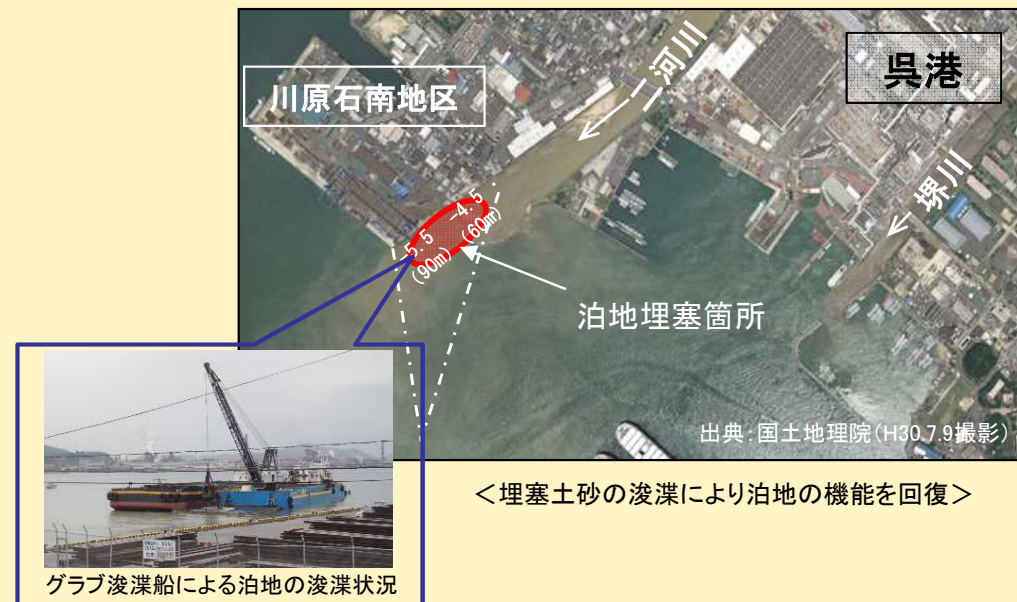 呉港
川原石南地区
二河川
堺川
-5.5
-4.5
(90m)
(60m)
泊地埋塞箇所
出典：国土地理院（H30.7.9撮影）
＜埋塞土砂の浚渫により泊地の機能を回復＞
グラブ浚渫船による泊地の浚渫状況